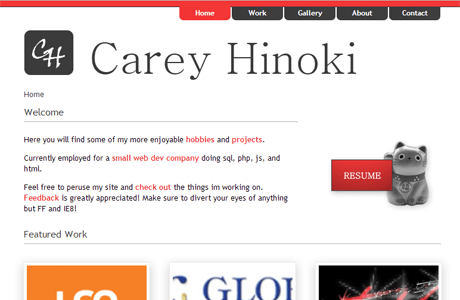 Home Work Gallery About Contact
CH Carey Hinoki
Home
Welcome
Here you will find some of my more enjoyable hobbies and projects.
Currently employed for a small web dev company doing sql, php, js, and
html.
Feel free to peruse my site and check out the things im working on.
Feedback is greatly appreciated! Make sure to divert your eyes of anything
but FF and IE8!
RESUME
Featured Work